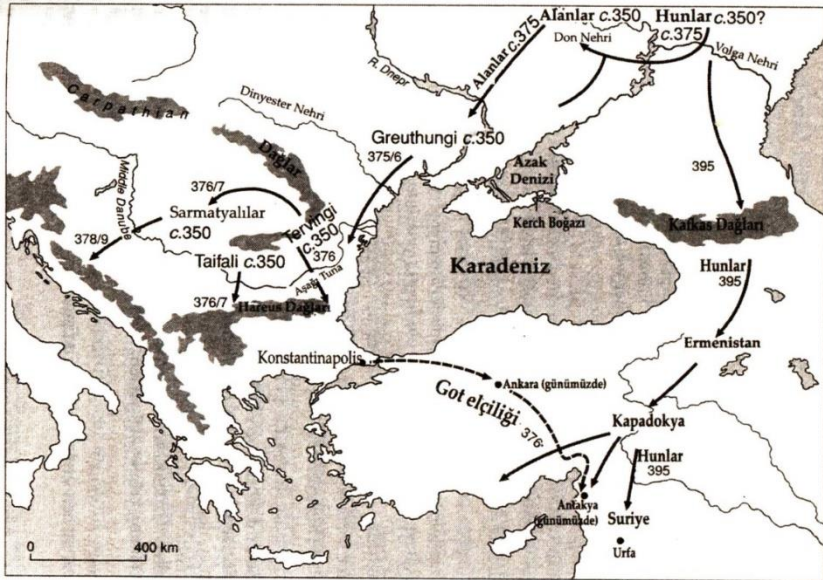 Alanlar c.350
Hunlar c.350?
c.375
Don Nehri
Volga Nehri
Alanlar c.375
R. Dnepr
Carpathian
Dinyester Nehri
Dağlar
Greuthungi c.350
375/6
Azak
Denizi
395
Middle Danube
376/7
Sarmatyalılar
c.350
Tervingi
c.350
376
Kerch Boğazı
Kafkas Dağları
378/9
Taifali c.350
Aşağı Tuna
Karadeniz
Hunlar
395
376/7
Hareus Dağları
Ermenistan
Konstantinapolis
Ankara (günümüzde)
Got elçiliği
376
Kapadokya
Hunlar
395
Antakya
(günümüzde)
Suriye
Urfa
0
400 km